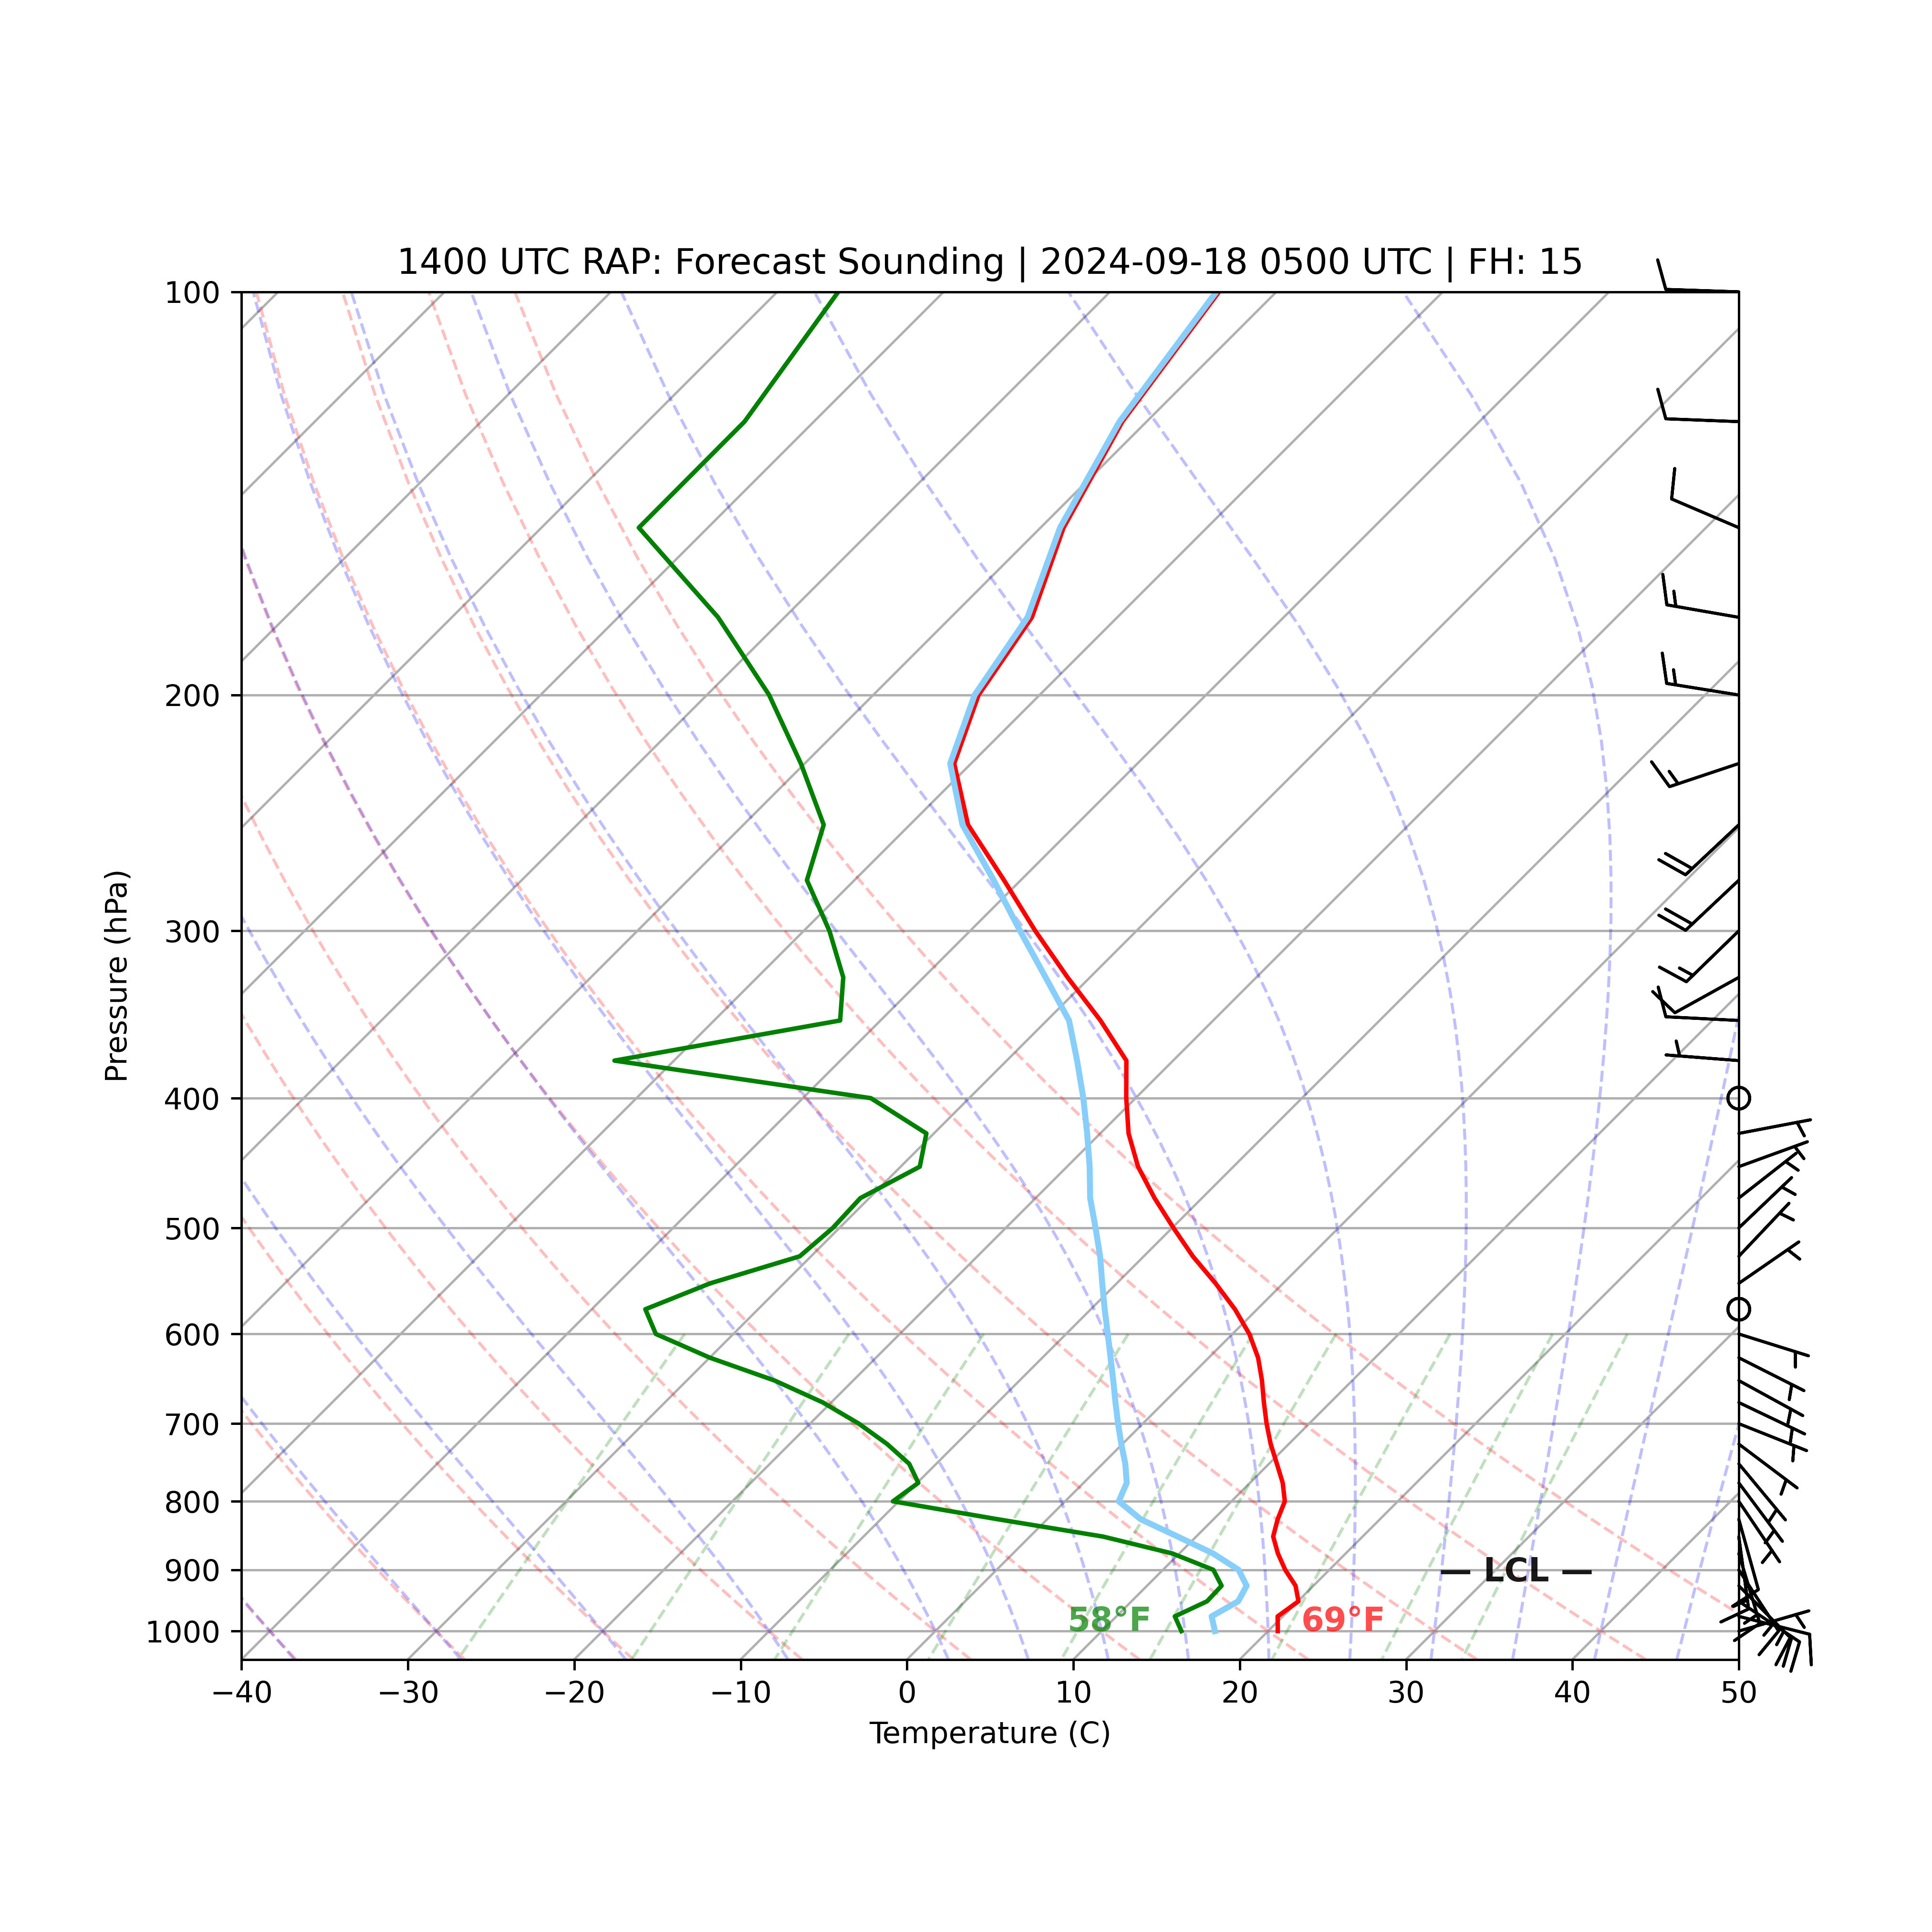 1400 UTC RAP: Forecast Sounding | 2024-09-18 0500 UTC | FH: 15
100
200
300
400
500
600
700
800
900
1000
Pressure (hPa)
— LCL —
58°F
69°F
−40 −30 −20 −10 0 10 20 30 40 50
Temperature (C)